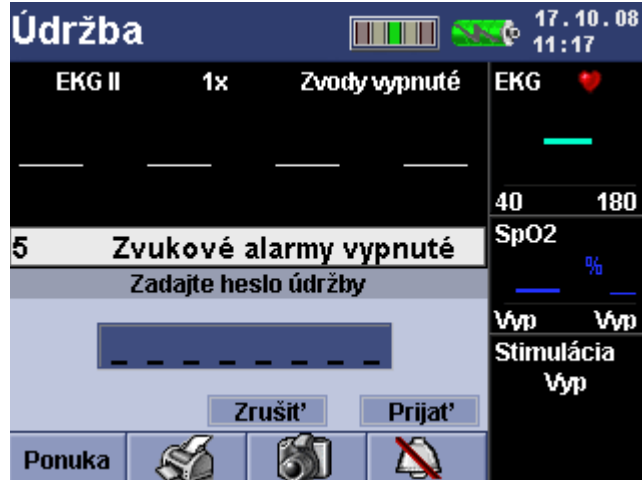 Údržba
17.10.08
11:17
EKG II 1x Zvody vypnuté
EKG
40 180
5 Zvukové alarmy vypnuté
SpO2
%
Zadajte heslo údržby
Vyp Vyp
Stimulácia
Vyp
Zrušiť Prijať
Ponuka